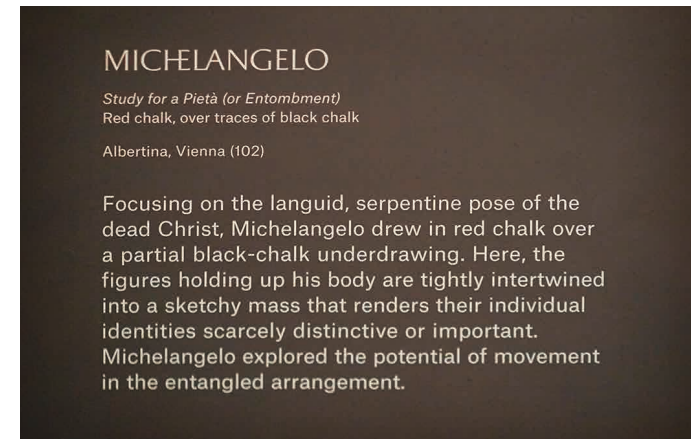 MICHELANGELO
Study for a Pietà (or Entombment)
Red chalk, over traces of black chalk
Albertina, Vienna (102)
Focusing on the languid, serpentine pose of the
dead Christ, Michelangelo drew in red chalk over
a partial black-chalk underdrawing. Here, the
figures holding up his body are tightly intertwined
into a sketchy mass that renders their individual
identities scarcely distinctive or important.
Michelangelo explored the potential of movement
in the entangled arrangement.